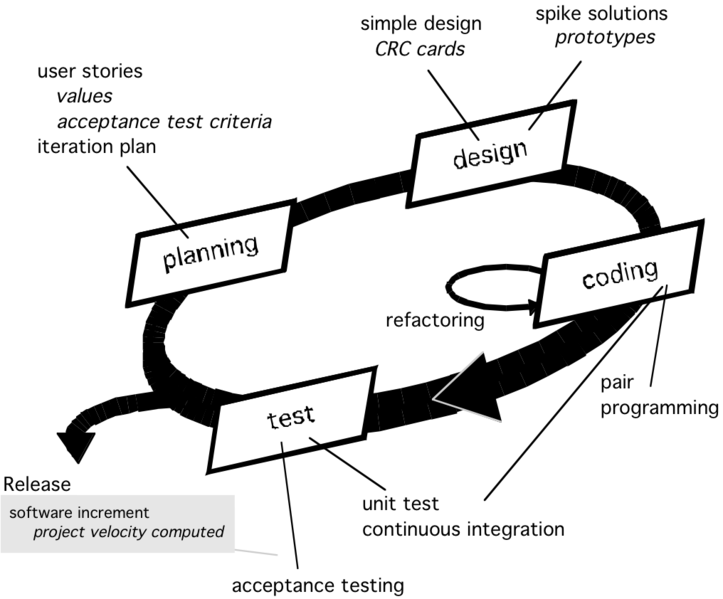 spike solutions
prototypes
simple design
CRC cards
user stories
values
acceptance test criteria
iteration plan
design
planning
coding
refactoring
pair
programming
test
Release
software increment
project velocity computed
unit test
continuous integration
acceptance testing